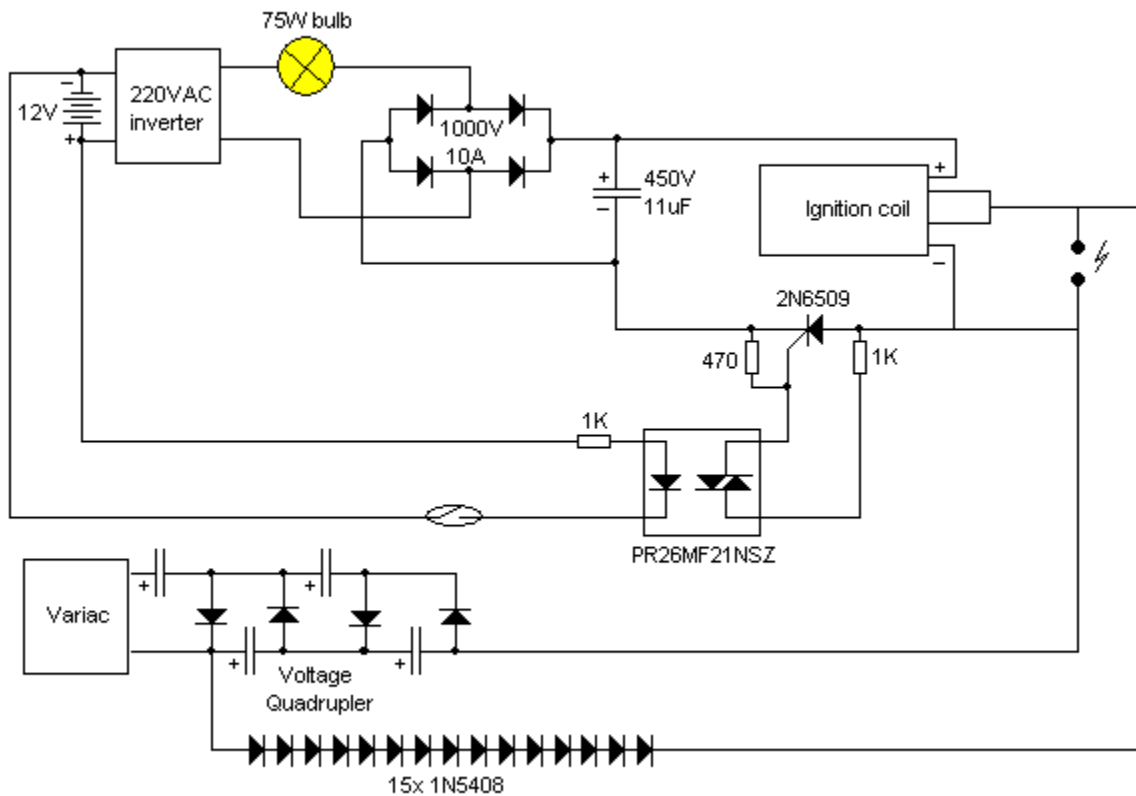 75W bulb
12V
−
+
220VAC
inverter
1000V
10A
+
−
450V
11uF
Ignition coil
+
−
2N6509
470
1K
1K
PR26MF21NSZ
Variac
+
+
+
+
Voltage
Quadrupler
15x 1N5408